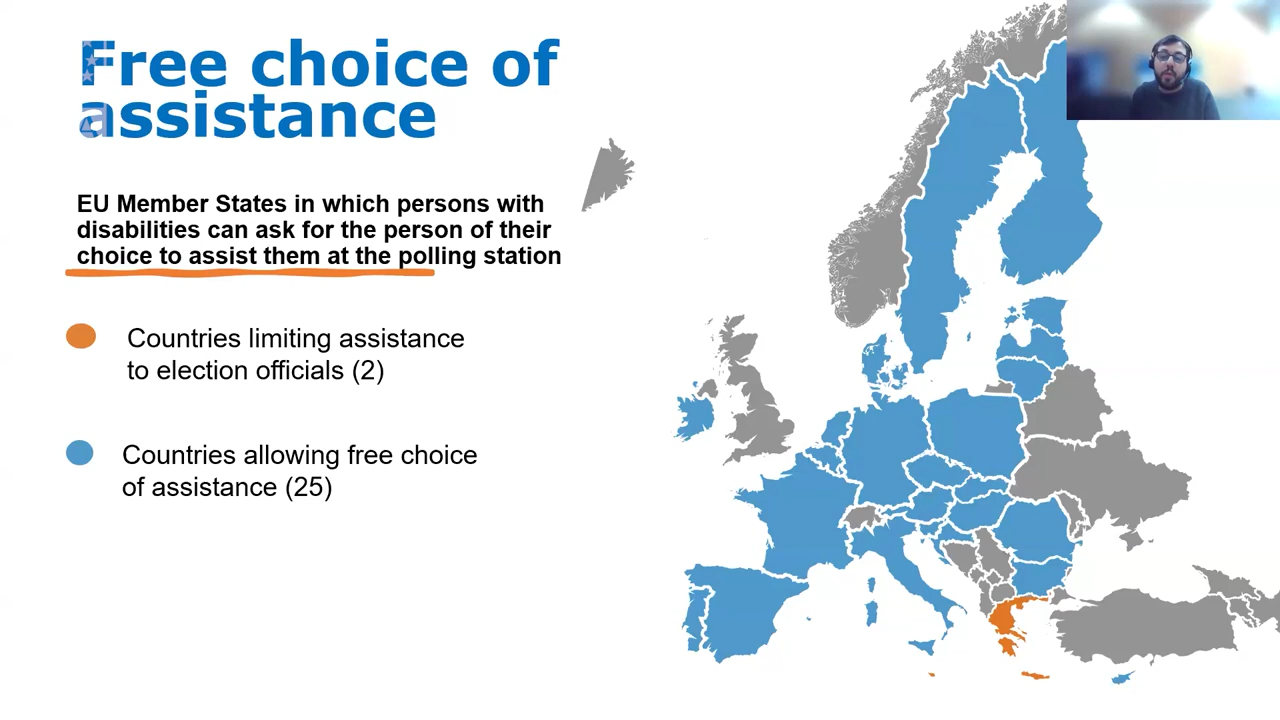 Free choice of
assistance
EU Member States in which persons with
disabilities can ask for the person of their
choice to assist them at the polling station
Countries limiting assistance
to election officials (2)
Countries allowing free choice
of assistance (25)